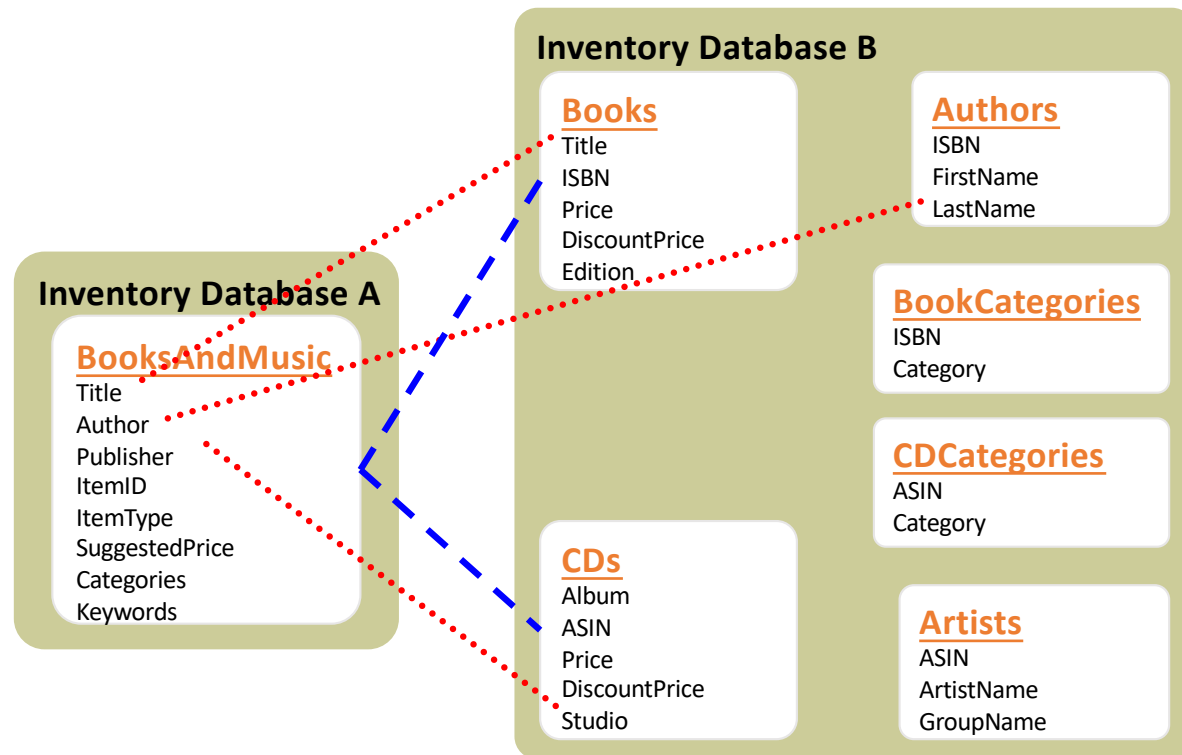 Inventory Database A
BooksAndMusic
Title
Author
Publisher
ItemID
ItemType
SuggestedPrice
Categories
Keywords
Inventory Database B
Books
Title
ISBN
Price
DiscountPrice
Edition
Authors
ISBN
FirstName
LastName
BookCategories
ISBN
Category
CDCategories
ASIN
Category
CDs
Album
ASIN
Price
DiscountPrice
Studio
Artists
ASIN
ArtistName
GroupName